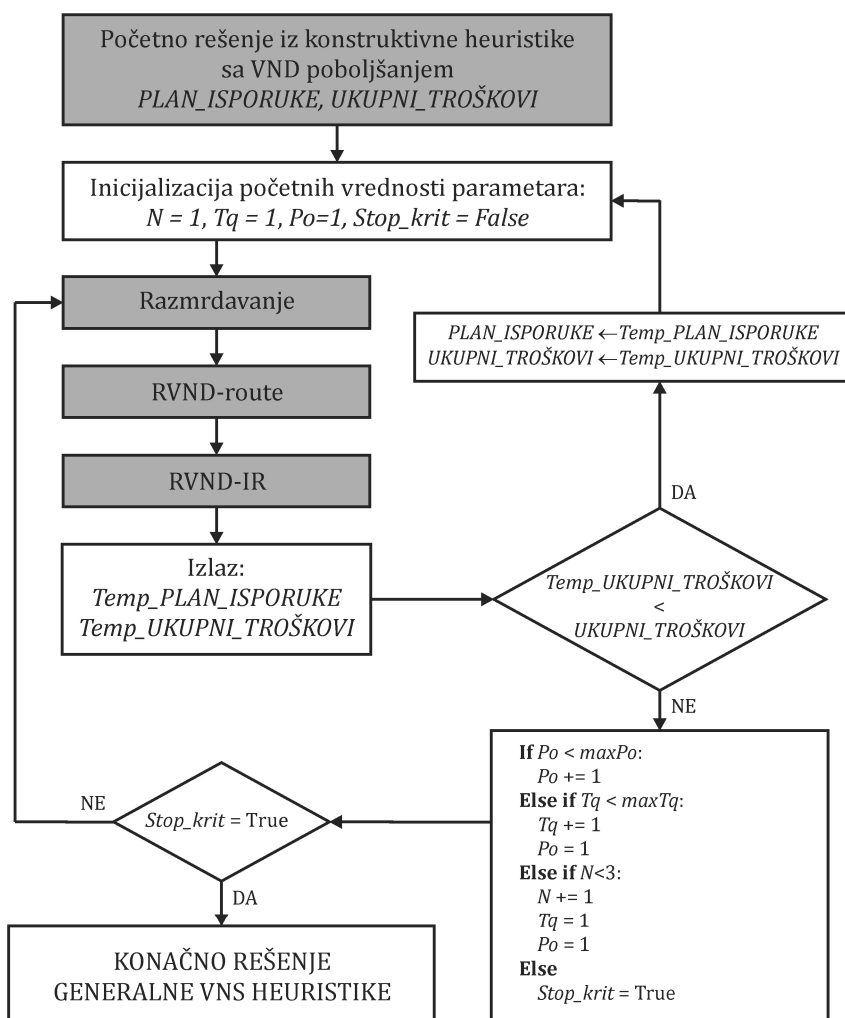 Početno rešenje iz konstruktivne heuristike
sa VND poboljšanjem
PLAN_ISPORUKE, UKUPNI_TROŠKOVI
Inicijalizacija početnih vrednosti parametara:
N = 1, Tq = 1, Po=1, Stop_krit = False
Razmrdavanje
RVND-route
RVND-IR
Izlaz:
Temp_PLAN_ISPORUKE
Temp_UKUPNI_TROŠKOVI
PLAN_ISPORUKE ←Temp_PLAN_ISPORUKE
UKUPNI_TROŠKOVI ←Temp_UKUPNI_TROŠKOVI
DA
Temp_UKUPNI_TROŠKOVI
<
UKUPNI_TROŠKOVI
NE
If Po < maxPo:
Po += 1
Else if Tq < maxTq:
Tq += 1
Po = 1
Else if N<3:
N += 1
Tq = 1
Po = 1
Else
Stop_krit = True
NE
Stop_krit = True
DA
KONAČNO REŠENJE
GENERALNE VNS HEURISTIKE